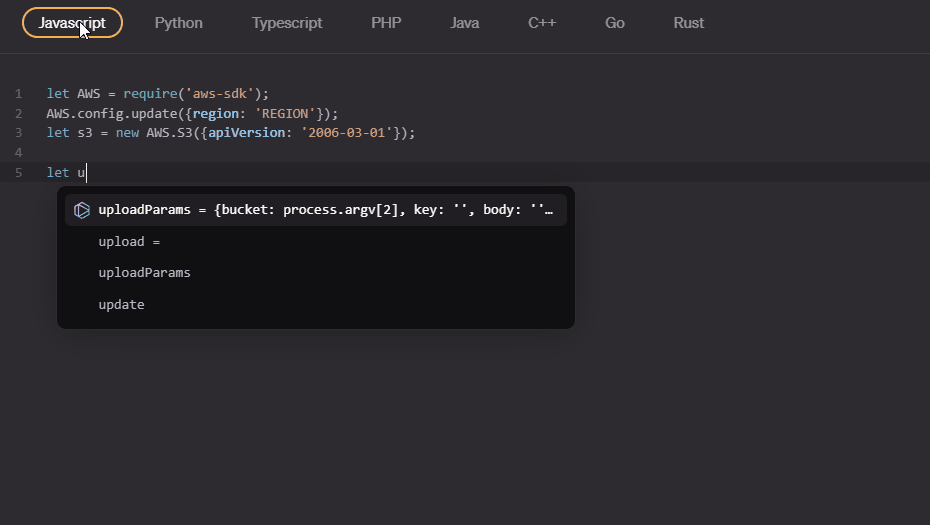 Javascript Python Typescript PHP Java C++ Go Rust
1 let AWS = require('aws-sdk');
2 AWS.config.update({region: 'REGION'});
3 let s3 = new AWS.S3({apiVersion: '2006-03-01'});
4
5 let u
uploadParams = {bucket: process.argv[2], key: '', body: ''…
upload =
uploadParams
update